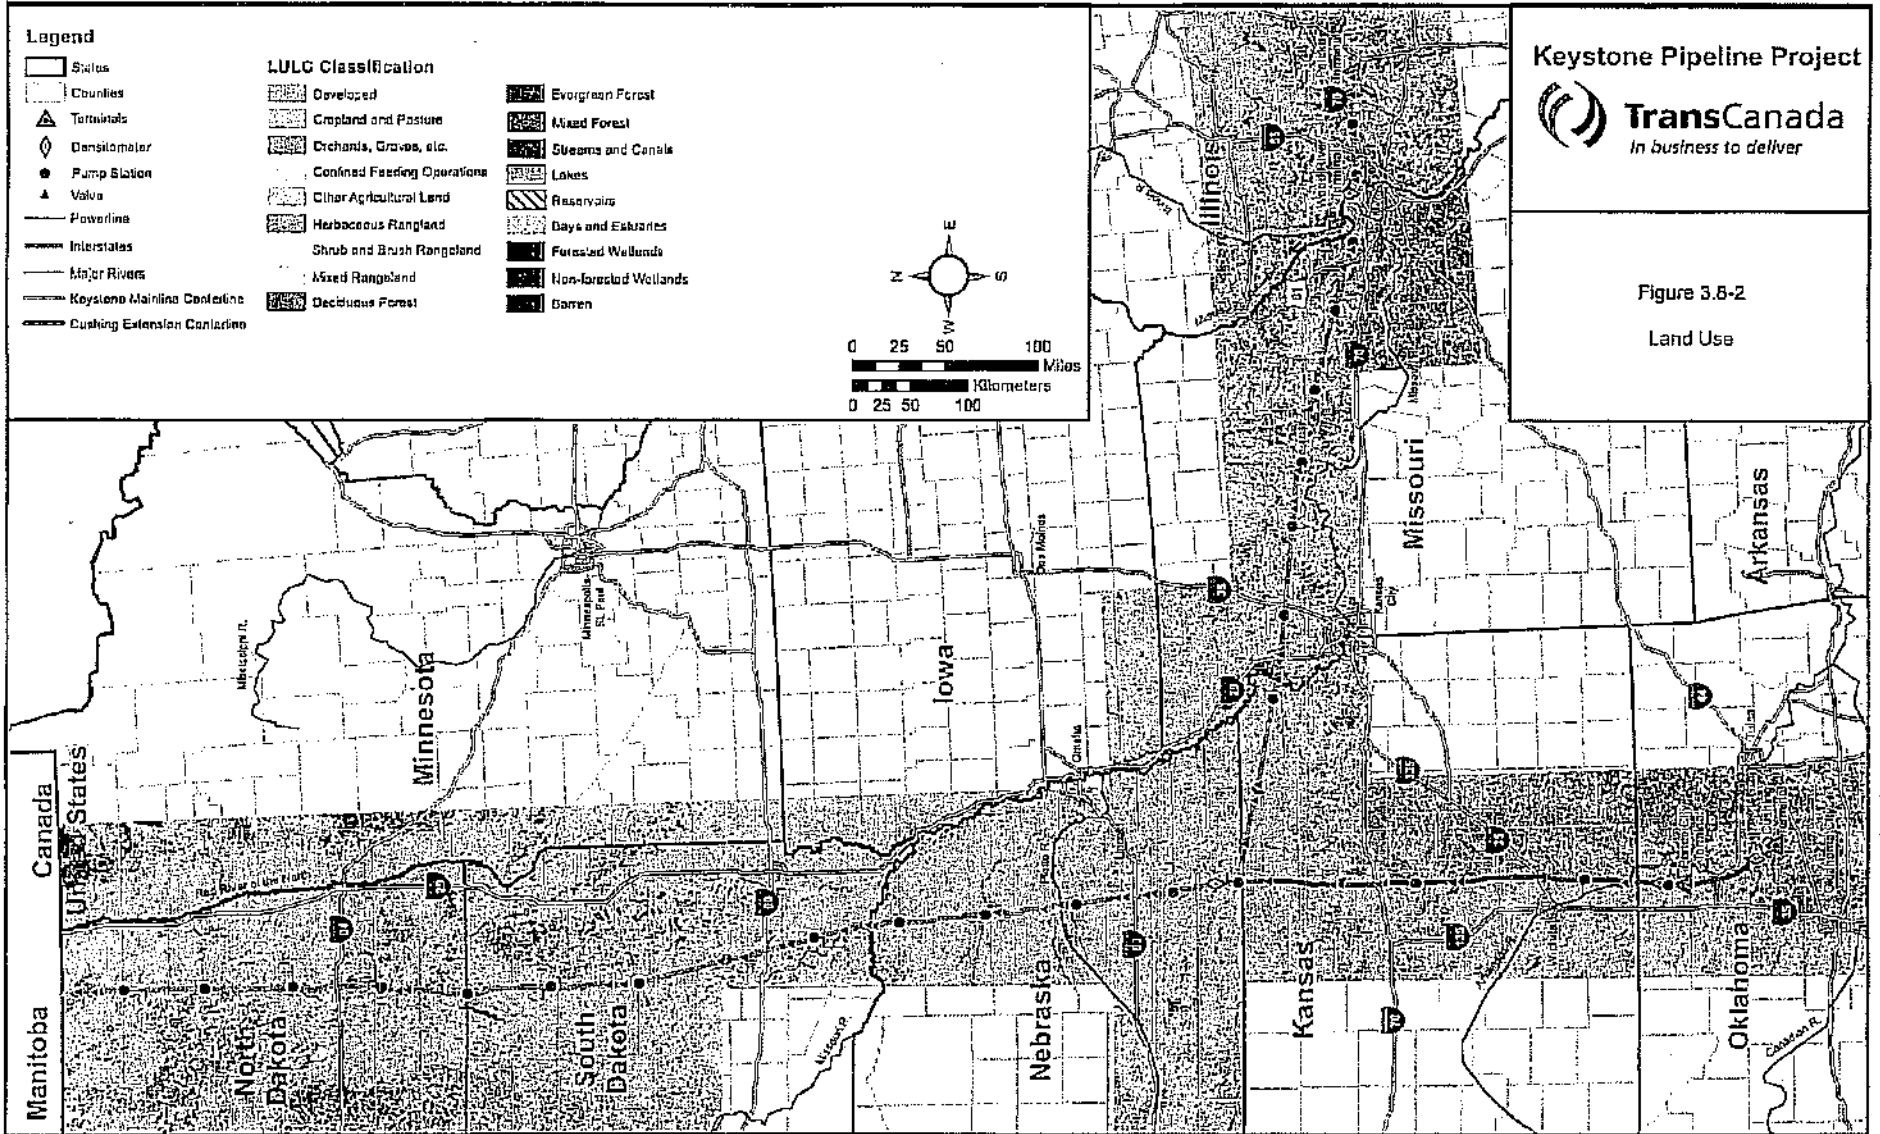 Legend
States
Counties
Terminals
Densitometer
Pump Station
Valve
Powerline
Interstates
Major Rivers
Keystone Mainline Centerline
Cushing Extension Centerline
LULC Classification
Developed
Cropland and Pasture
Orchards, Groves, etc.
Confined Feeding Operations
Other Agricultural Land
Herbaceous Rangland
Shrub and Brush Rangeland
Mixed Rangeland
Deciduous Forest
Evergreen Forest
Mixed Forest
Streams and Canals
Lakes
Reservoirs
Bays and Estuaries
Forested Wetlands
Non-forested Wetlands
Barren
N
E
S
W
0 25 50 100
Miles
Kilometers
0 25 50 100
Keystone Pipeline Project
TransCanada
In business to deliver
Figure 3.8-2
Land Use
Illinois
Missouri
Arkansas
Iowa
Minnesota
Mississippi R.
Minneapolis-
St. Paul
Des Moines
Omaha
Kansas
City
Canada
United States
Manitoba
Red River of the North
North
Dakota
South
Dakota
Missouri R.
Nebraska
Platte R.
Kansas
Arkansas R.
Oklahoma
Canadian R.
Tulsa
61